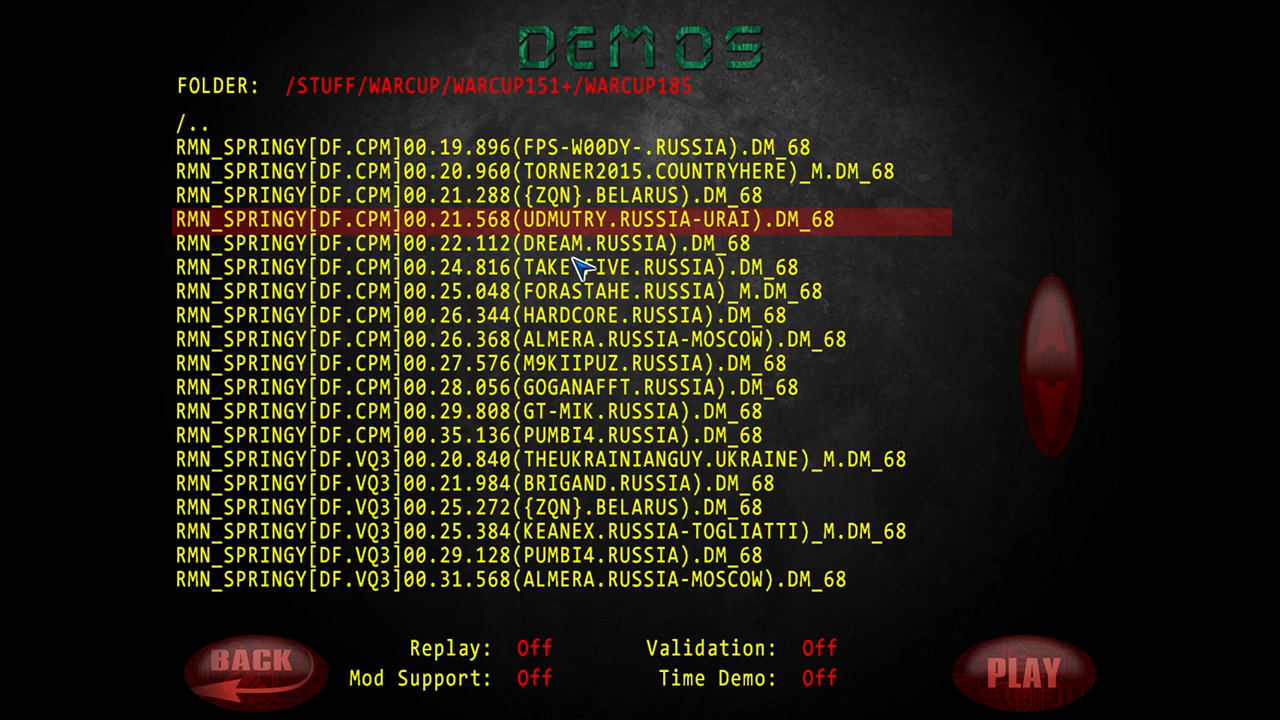 DEMOS
FOLDER: /STUFF/WARCUP/WARCUP151+/WARCUP185
/..
RMN_SPRINGY[DF.CPM]00.19.896(FPS-W00DY-.RUSSIA).DM_68
RMN_SPRINGY[DF.CPM]00.20.960(TORNER2015.COUNTRYHERE)_M.DM_68
RMN_SPRINGY[DF.CPM]00.21.288({ZQN}.BELARUS).DM_68
RMN_SPRINGY[DF.CPM]00.21.568(UDMUTRY.RUSSIA-URAI).DM_68
RMN_SPRINGY[DF.CPM]00.22.112(DREAM.RUSSIA).DM_68
RMN_SPRINGY[DF.CPM]00.24.816(TAKE FIVE.RUSSIA).DM_68
RMN_SPRINGY[DF.CPM]00.25.048(FORASTAHE.RUSSIA)_M.DM_68
RMN_SPRINGY[DF.CPM]00.26.344(HARDCORE.RUSSIA).DM_68
RMN_SPRINGY[DF.CPM]00.26.368(ALMERA.RUSSIA-MOSCOW).DM_68
RMN_SPRINGY[DF.CPM]00.27.576(M9KIIPUZ.RUSSIA).DM_68
RMN_SPRINGY[DF.CPM]00.28.056(GOGANAFFT.RUSSIA).DM_68
RMN_SPRINGY[DF.CPM]00.29.808(GT-MIK.RUSSIA).DM_68
RMN_SPRINGY[DF.CPM]00.35.136(PUMBI4.RUSSIA).DM_68
RMN_SPRINGY[DF.VQ3]00.20.840(THEUKRAINIANGUY.UKRAINE)_M.DM_68
RMN_SPRINGY[DF.VQ3]00.21.984(BRIGAND.RUSSIA).DM_68
RMN_SPRINGY[DF.VQ3]00.25.272({ZQN}.BELARUS).DM_68
RMN_SPRINGY[DF.VQ3]00.25.384(KEANEX.RUSSIA-TOGLIATTI)_M.DM_68
RMN_SPRINGY[DF.VQ3]00.29.128(PUMBI4.RUSSIA).DM_68
RMN_SPRINGY[DF.VQ3]00.31.568(ALMERA.RUSSIA-MOSCOW).DM_68
Replay: Off Validation: Off
Mod Support: Off Time Demo: Off
BACK
PLAY